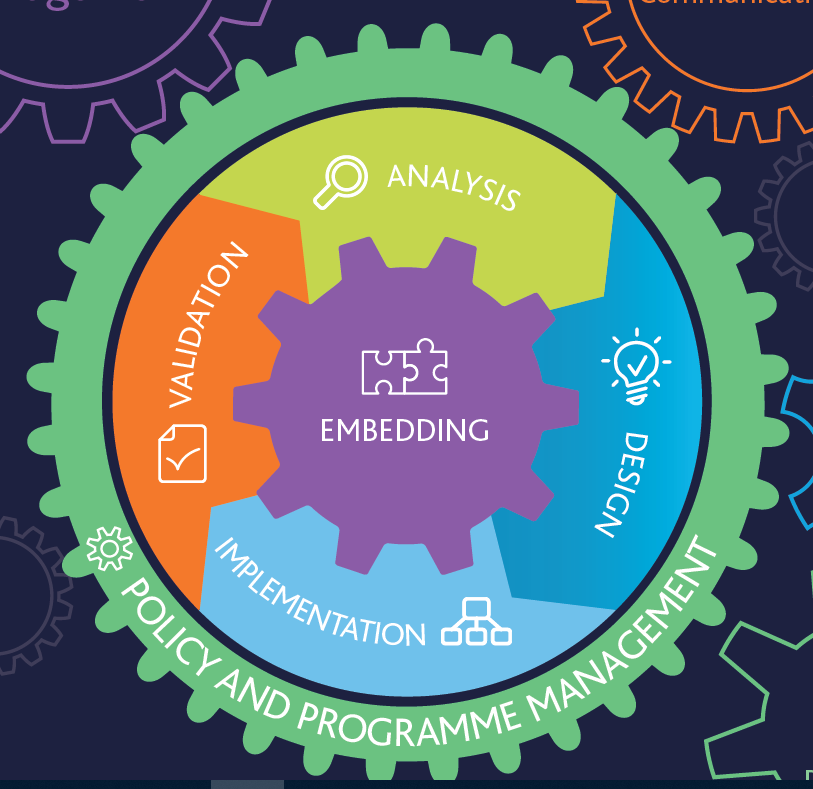 ANALYSIS
VALIDATION
EMBEDDING
DESIGN
IMPLEMENTATION
POLICY AND PROGRAMME MANAGEMENT